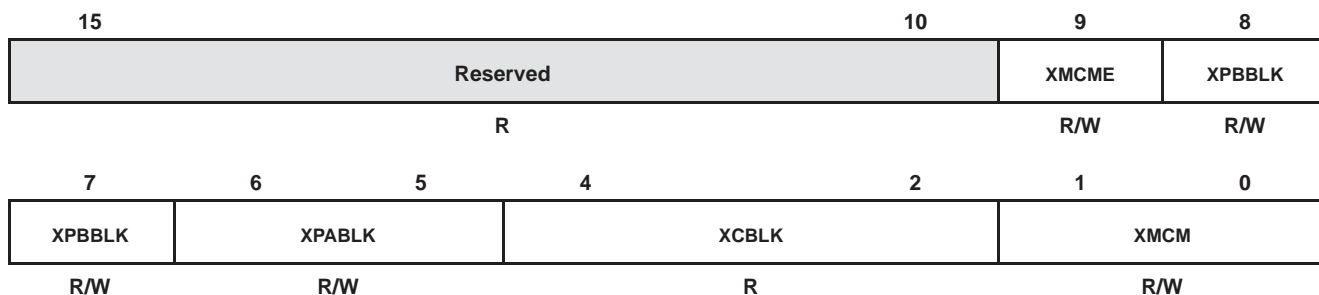 15 10 9 8
Reserved XMCME XPBBLK
R R/W R/W
7 6 5 4 2 1 0
XPBBLK XPABLK XCBLK XMCM
R/W R/W R R/W